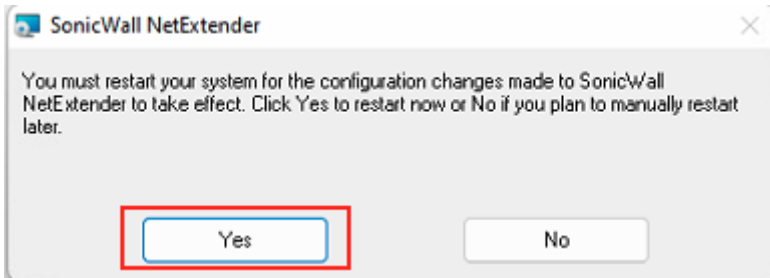 SonicWall NetExtender
You must restart your system for the configuration changes made to SonicWall
NetExtender to take effect. Click Yes to restart now or No if you plan to manually restart
later.
Yes
No